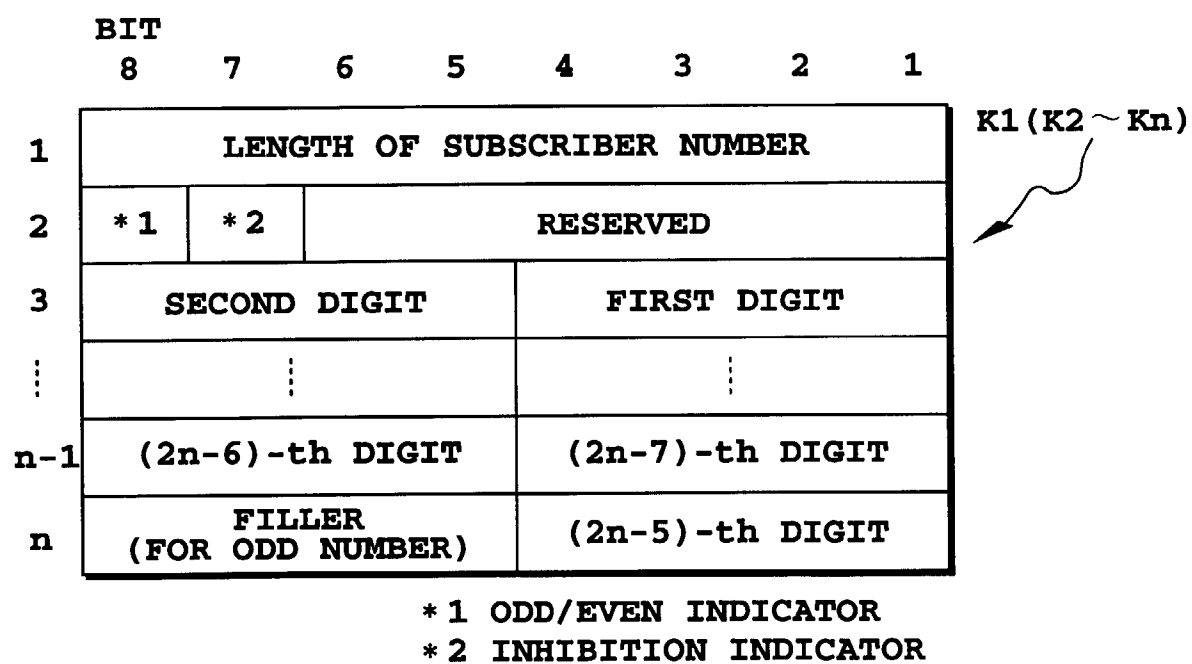 BIT
8 7 6 5 4 3 2 1
K1(K2~Kn)
1 LENGTH OF SUBSCRIBER NUMBER
2 *1 *2 RESERVED
3 SECOND DIGIT FIRST DIGIT
n-1 (2n-6)-th DIGIT (2n-7)-th DIGIT
n FILLER (2n-5)-th DIGIT
(FOR ODD NUMBER)
*1 ODD/EVEN INDICATOR
*2 INHIBITION INDICATOR